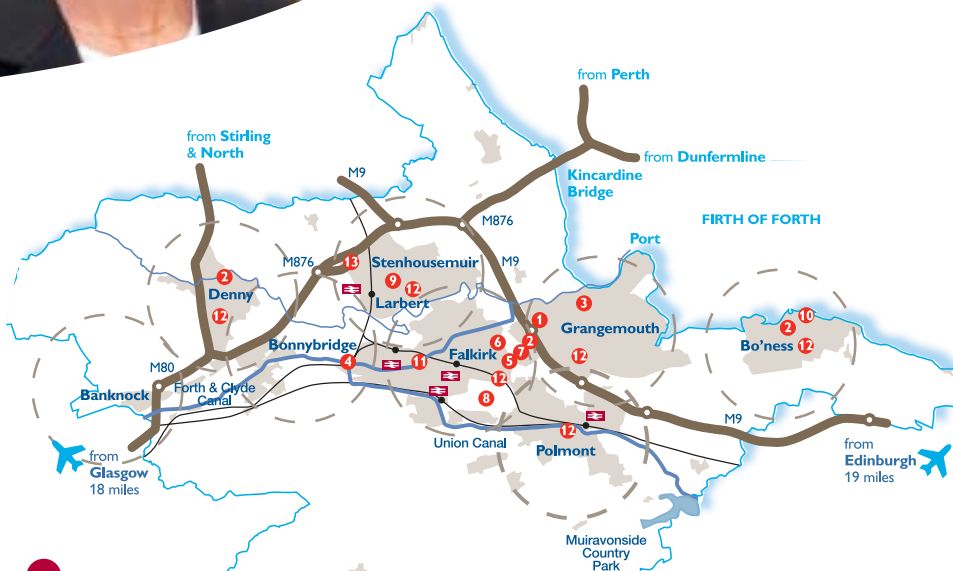 from Perth
from Stirling
& North
from Dunfermline
M9
Kincardine
Bridge
M876
FIRTH OF FORTH
Port
M876
13
Stenhousemuir
M9
2
9
12
Denny
Larbert
3
12
1
10
Grangemouth
2
Bonnybridge
6
2
Bo'ness
12
4
11
Falkirk
7
5
12
M80
12
Banknock
Forth & Clyde
Canal
8
Union Canal
12
M9
Polmont
from
Glasgow
18 miles
from
Edinburgh
19 miles
Muiravonside
Country
Park